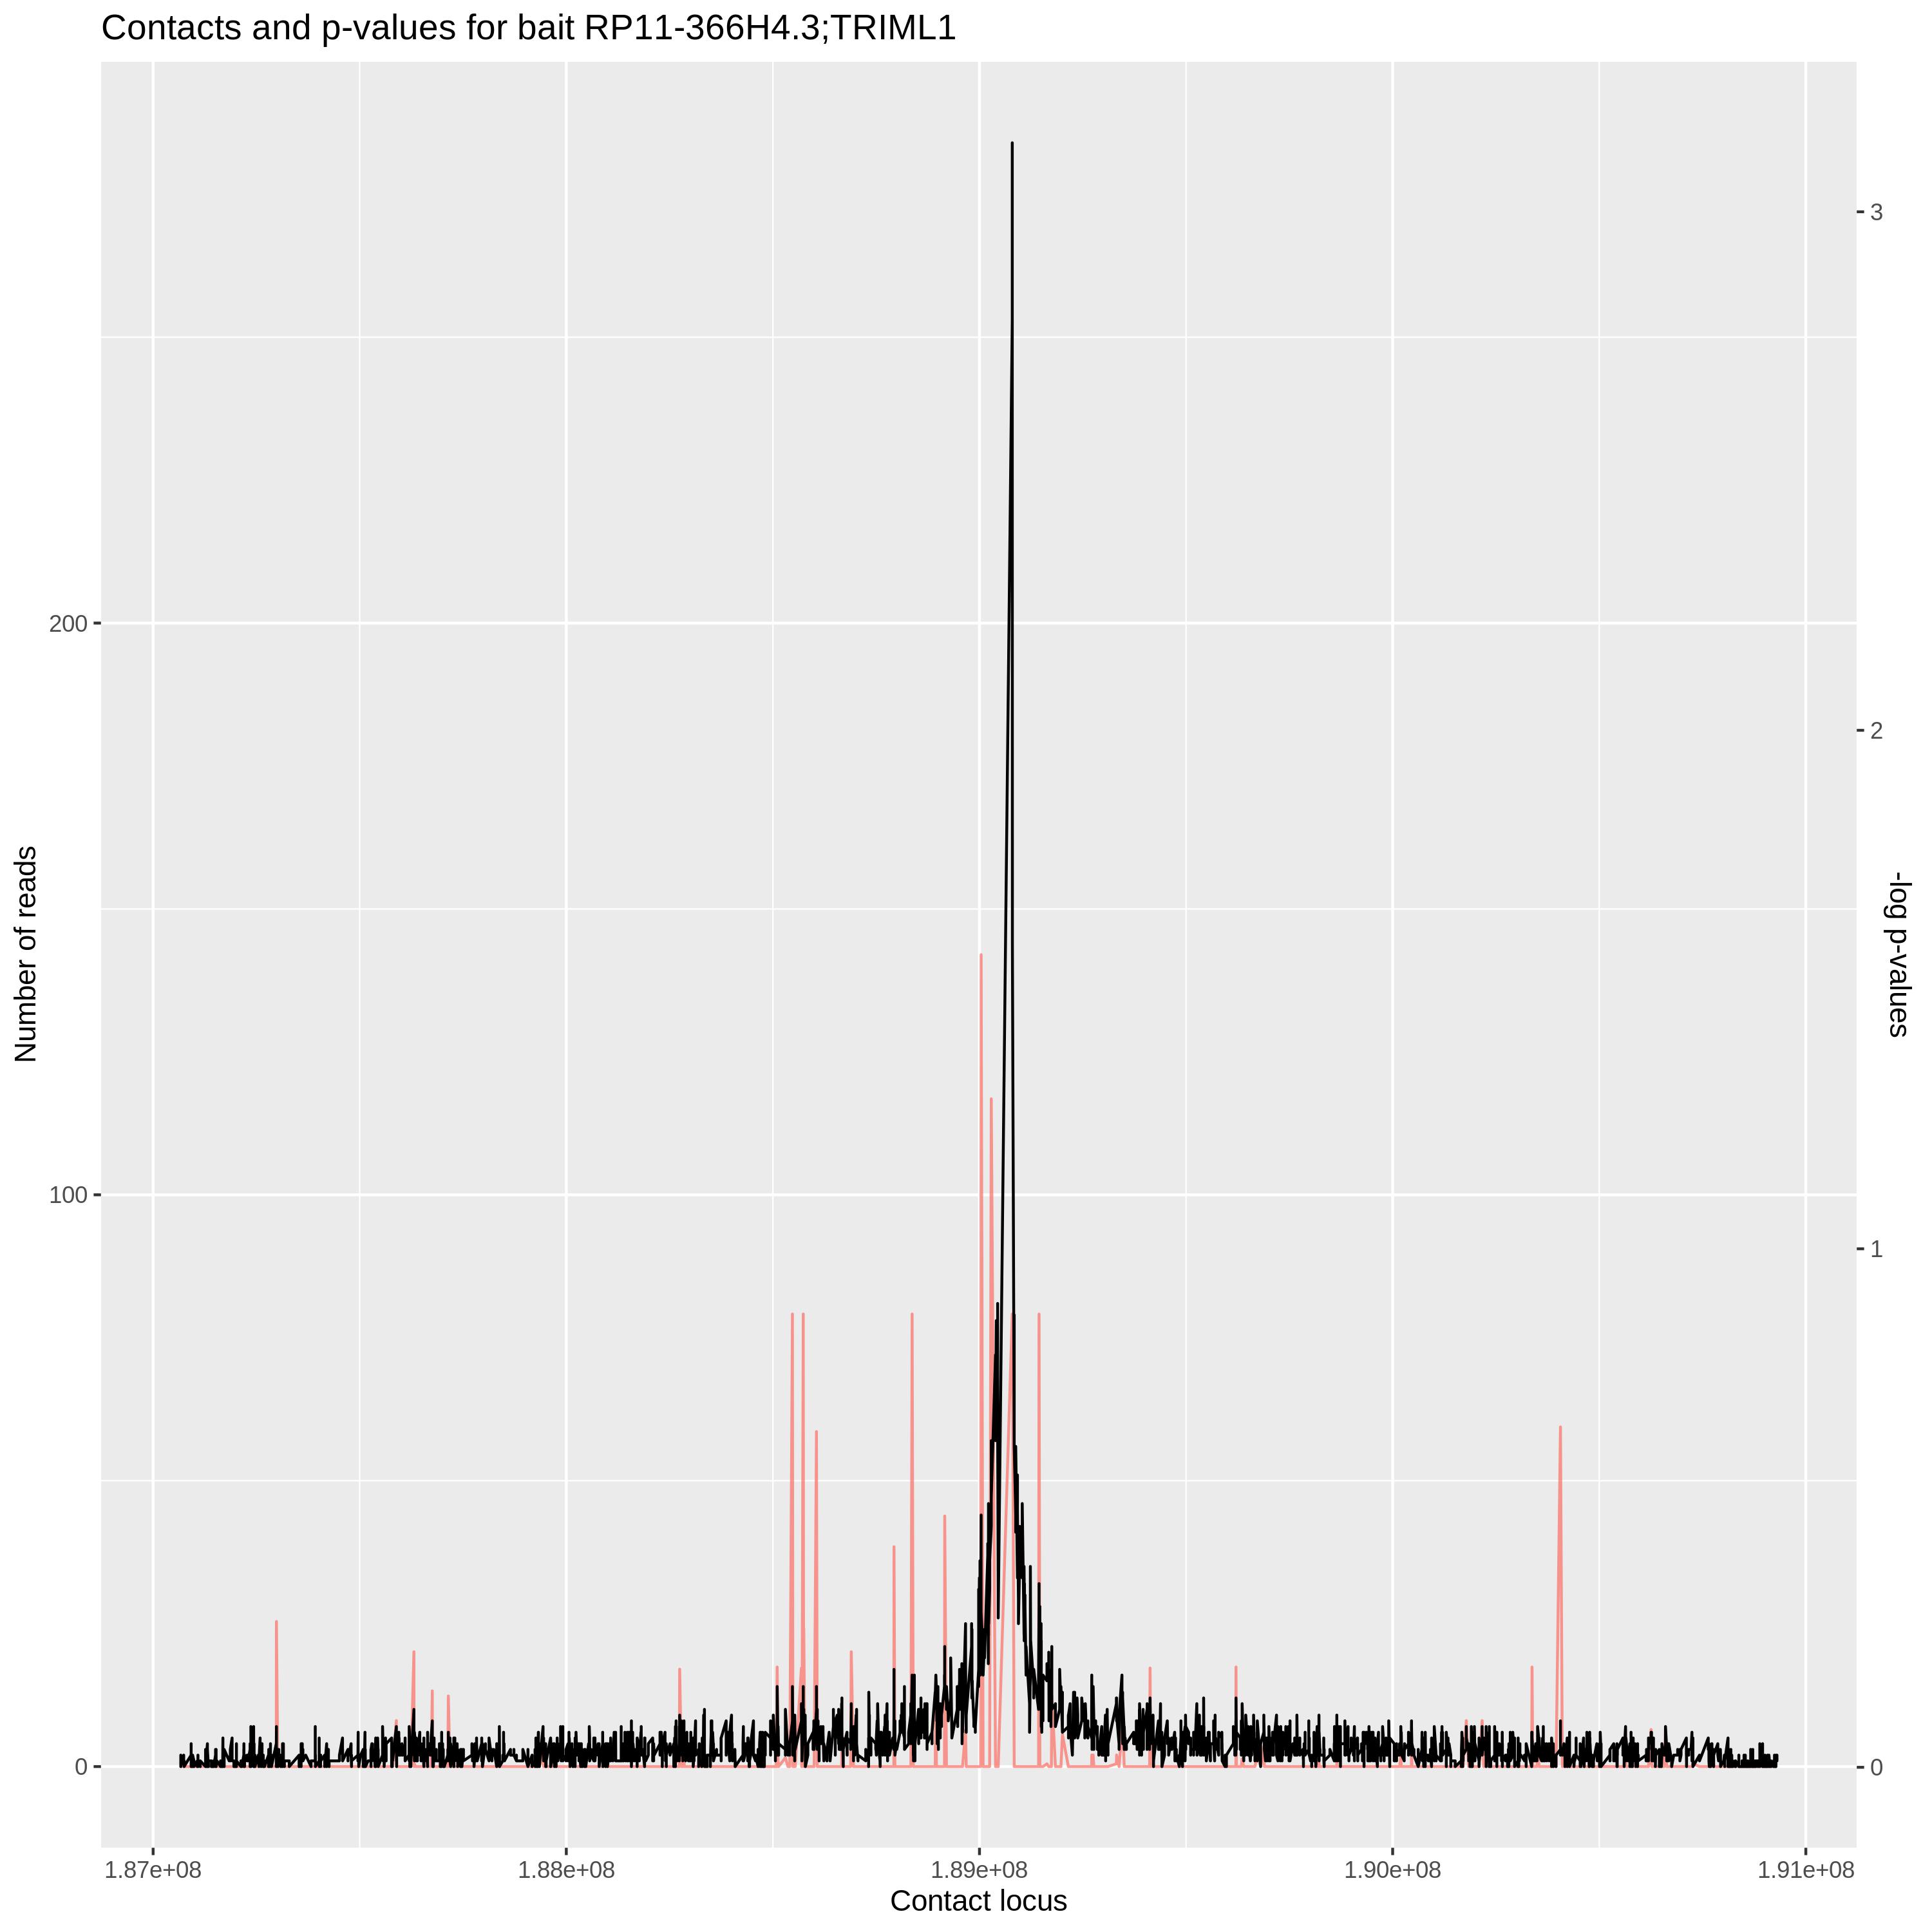 Contacts and p-values for bait RP11-366H4.3;TRIML1
Number of reads
200
100
0
3
2
1
0
-log p-values
1.87e+08
1.88e+08
1.89e+08
1.90e+08
1.91e+08
Contact locus